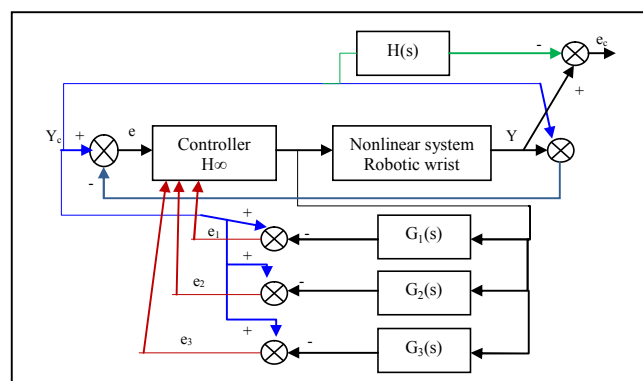 H(s)
-
e_c
+
Y_c
+
e
Controller
H∞
Nonlinear system
Robotic wrist
Y
-
+
e_1
-
G_1(s)
+
e_2
-
G_2(s)
+
e_3
-
G_3(s)